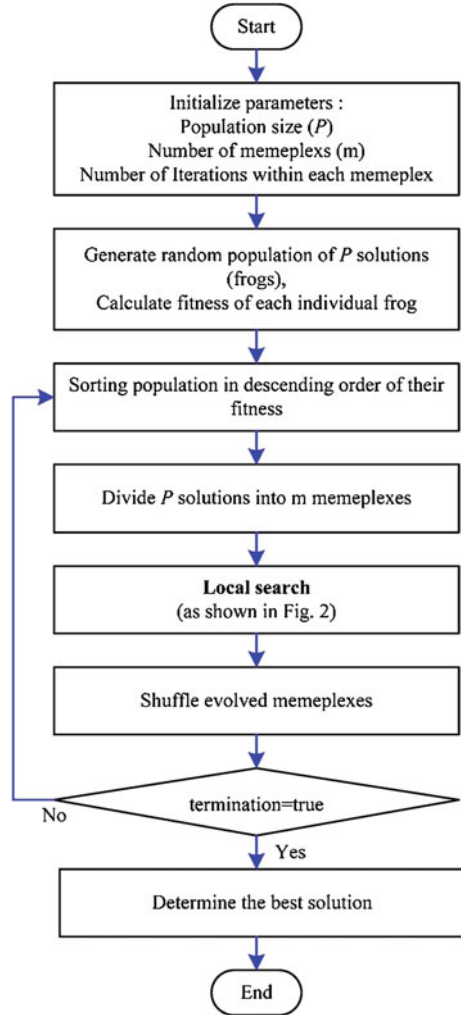 Start
Initialize parameters :
Population size (P)
Number of memeplexs (m)
Number of Iterations within each memeplex
Generate random population of P solutions
(frogs),
Calculate fitness of each individual frog
Sorting population in descending order of their
fitness
Divide P solutions into m memeplexes
Local search
(as shown in Fig. 2)
Shuffle evolved memeplexes
termination=true
No
Yes
Determine the best solution
End